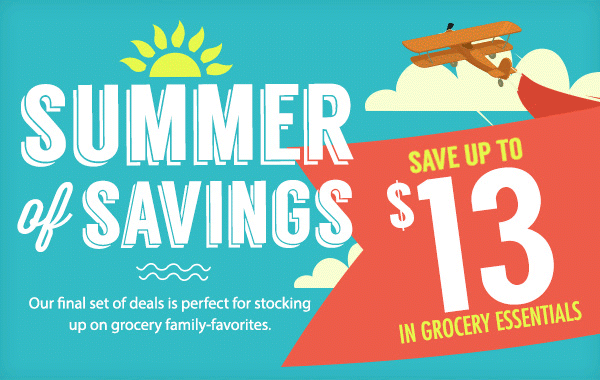 SUMMER
of SAVINGS
Our final set of deals is perfect for stocking
up on grocery family-favorites.
SAVE UP TO
$13
IN GROCERY ESSENTIALS